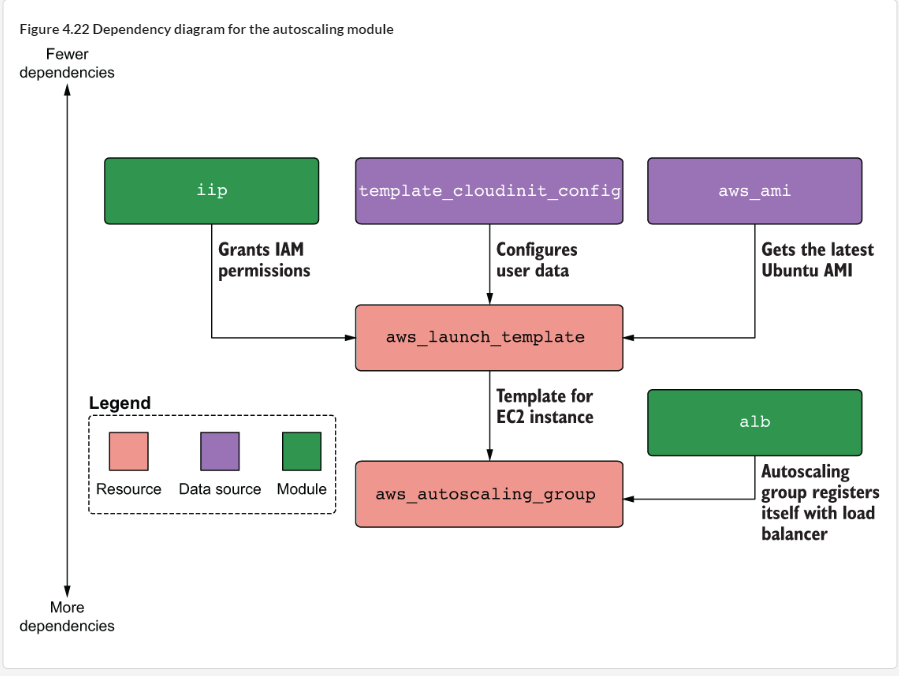 Figure 4.22 Dependency diagram for the autoscaling module
Fewer
dependencies
iip
template_cloudinit_config
aws_ami
Grants IAM
permissions
Configures
user data
Gets the latest
Ubuntu AMI
aws_launch_template
Template for
EC2 instance
alb
Legend
Resource
Data source
Module
aws_autoscaling_group
Autoscaling
group registers
itself with load
balancer
More
dependencies